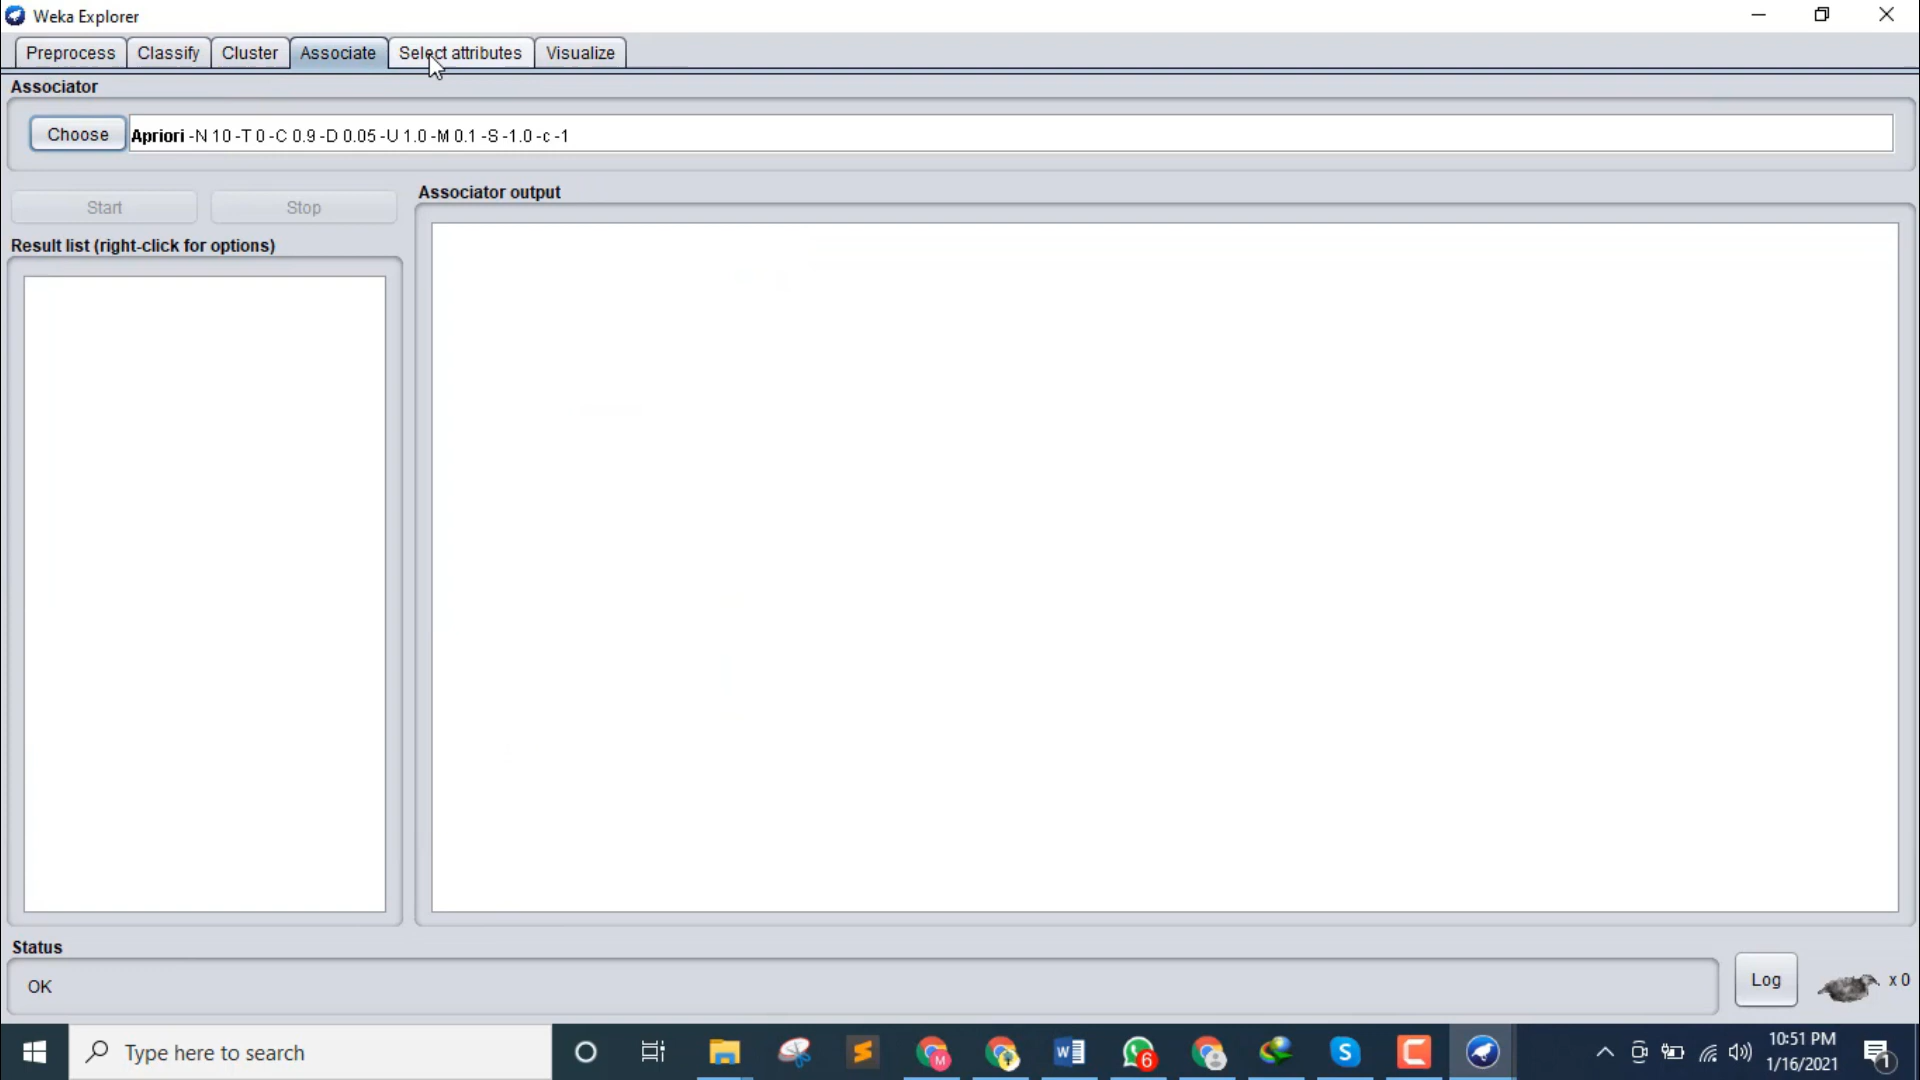 Weka Explorer
Preprocess Classify Cluster Associate Select attributes Visualize
Associator
Choose Apriori -N 10 -T 0 -C 0.9 -D 0.05 -U 1.0 -M 0.1 -S -1.0 -c -1
Start Stop
Associator output
Result list (right-click for options)
Status
OK
Log x 0
Type here to search
M
W
6
S
C
10:51 PM
1/16/2021
1